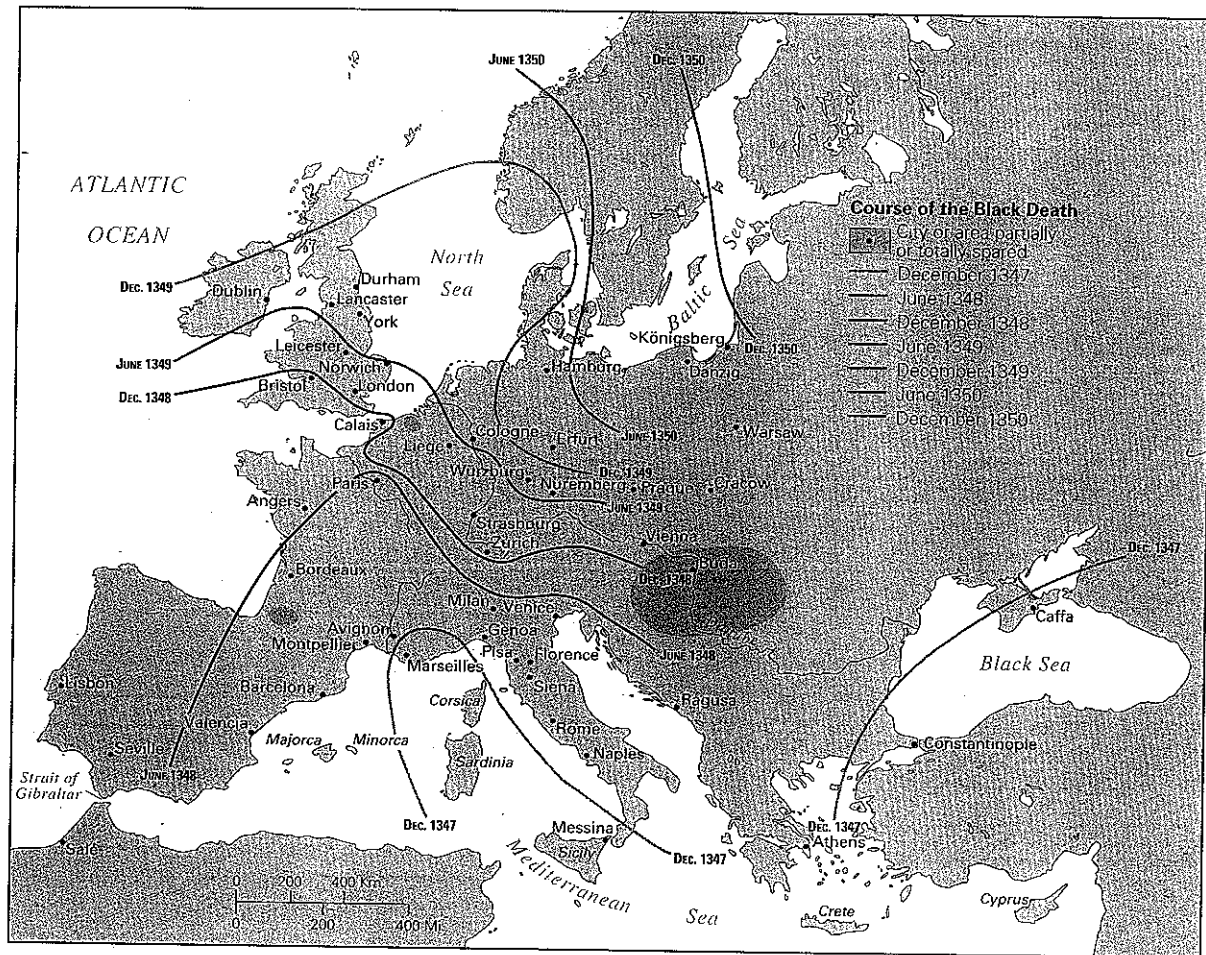 JUNE 1350
DEC. 1350
ATLANTIC
OCEAN
Course of the Black Death
City or area partially
or totally spared
December 1347
June 1348
December 1348
June 1349
December 1349
June 1350
December 1350
North
Sea
Baltic
Sea
DEC. 1349
Dublin
Durham
Lancaster
York
JUNE 1349
Leicester
Norwich
DEC. 1348
Bristol
London
Calais
Hamburg
Königsberg
DEC. 1350
Danzig
Cologne
Liege
Erfurt
JUNE 1350
Warsaw
DEC. 1349
Paris
Wurzburg
Nuremberg
Prague
Cracow
JUNE 1349
Angers
Strasbourg
Zurich
Vienna
Buda
DEC. 1348
DEC. 1347
Bordeaux
Milan
Venice
Caffa
Avignon
Montpellier
Genoa
Marseilles
Pisa
Florence
JUNE 1348
Black Sea
Siena
Lisbon
Barcelona
Corsica
Ragusa
Valencia
Rome
Constantinople
Seville
Majorca
Minorca
Sardinia
Naples
JUNE 1348
Strait of
Gibraltar
DEC. 1347
Messina
Sicily
DEC. 1347
DEC. 1347
Athens
Salé
Mediterranean
Sea
Crete
Cyprus
0 200 400 Km.
0 200 400 Mi.